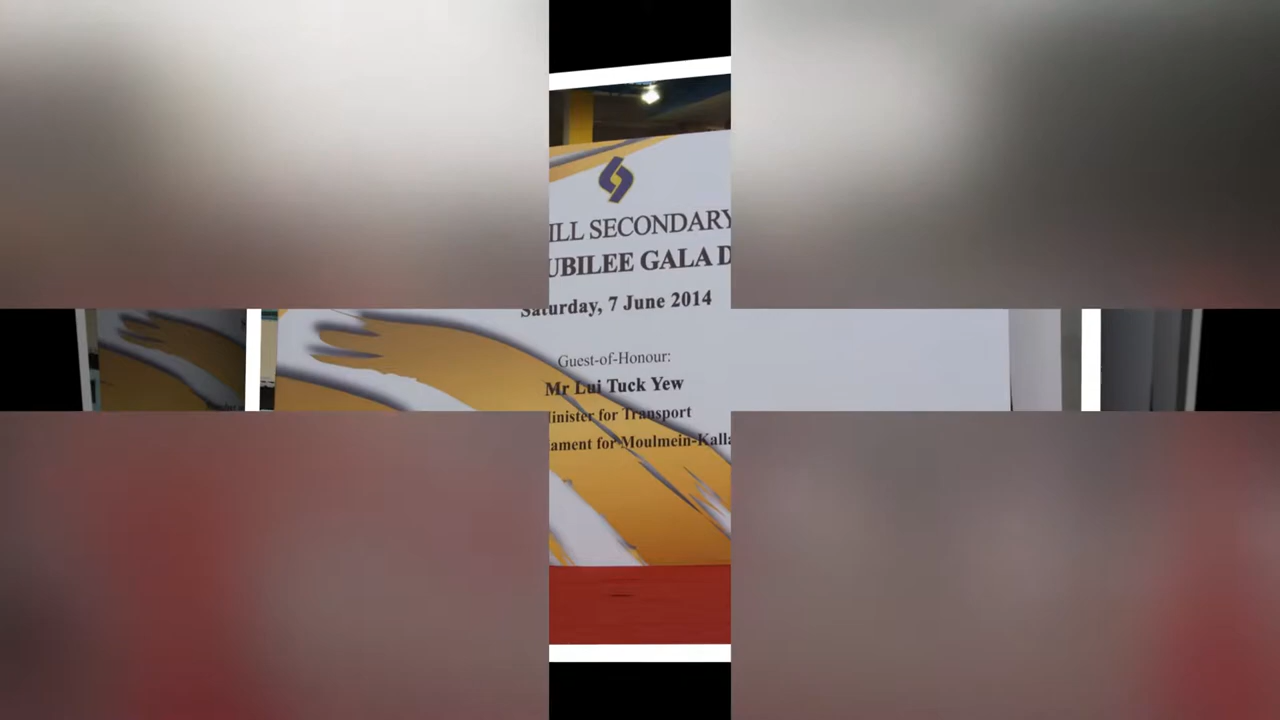 ILL SECONDARY
UBILEE GALA D
Saturday, 7 June 2014
Guest-of-Honour:
Mr Lui Tuck Yew
inister for Transport
ament for Moulmein-Kalla